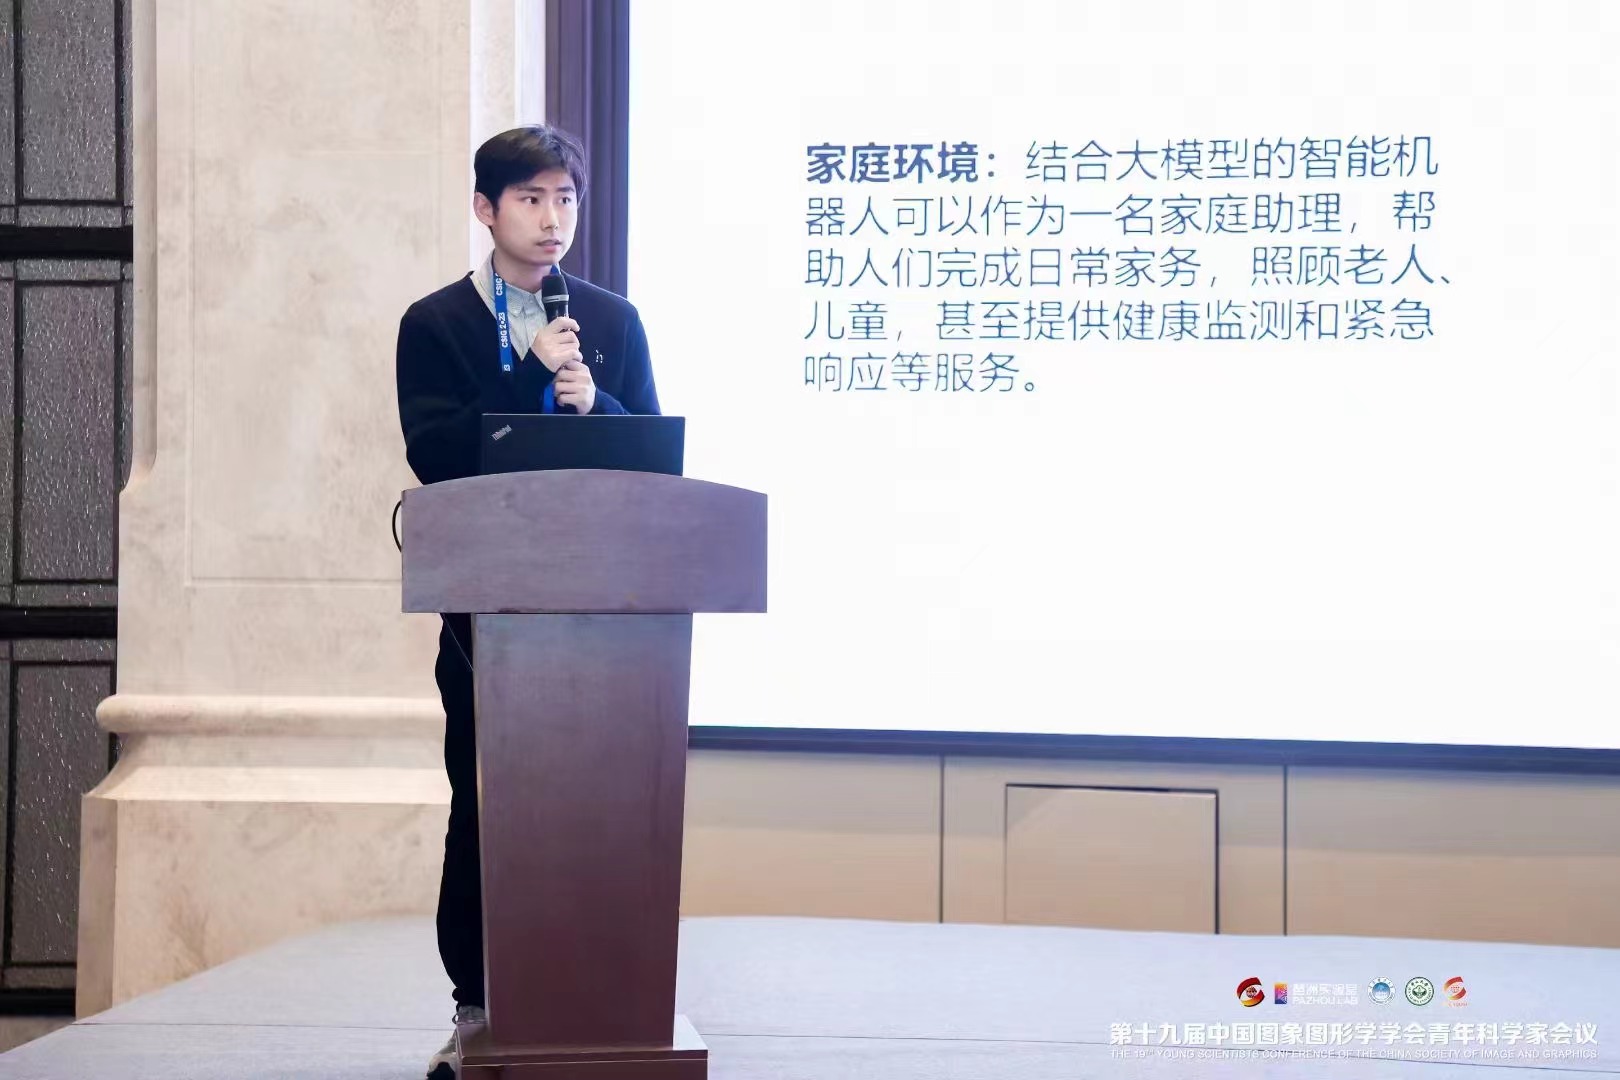 家庭环境：结合大模型的智能机
器人可以作为一名家庭助理，帮
助人们完成日常家务，照顾老人、
儿童，甚至提供健康监测和紧急
响应等服务。
CSIG
CSIG 2
ThinkPad
琶洲实验室
PAZHOU LAB
第十九届中国图象图形学学会青年科学家会议
THE 19TH YOUNG SCIENTISTS CONFERENCE OF THE CHINA SOCIETY OF IMAGE AND GRAPHICS